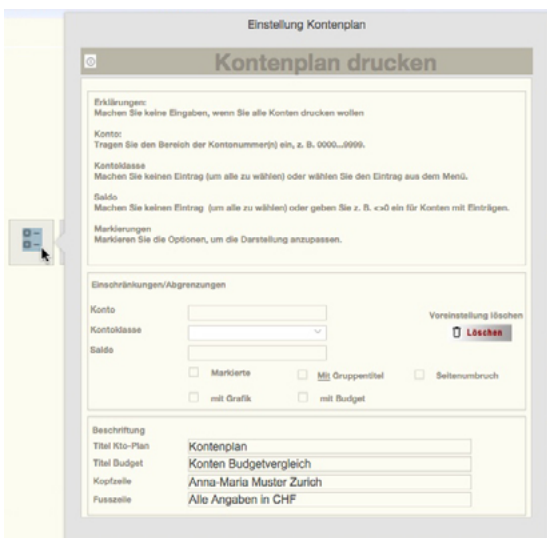 Einstellung Kontenplan
Kontenplan drucken
Erklärungen:
Machen Sie keine Eingaben, wenn Sie alle Konten drucken wollen
Konto:
Tragen Sie den Bereich der Kontonummer(n) ein, z. B. 0000...9999.
Kontoklasse
Machen Sie keinen Eintrag (um alle zu wählen) oder wählen Sie den Eintrag aus dem Menü.
Saldo
Machen Sie keinen Eintrag (um alle zu wählen) oder geben Sie z. B. <>0 ein für Konten mit Einträgen.
Markierungen
Markieren Sie die Optionen, um die Darstellung anzupassen.
Einschränkungen/Abgrenzungen
Konto
Voreinstellung löschen
Kontoklasse
Löschen
Saldo
Markierte Mit Gruppentitel Seitenumbruch
mit Grafik mit Budget
Beschriftung
Titel Kto-Plan Kontenplan
Titel Budget Konten Budgetvergleich
Kopfzeile Anna-Maria Muster Zurich
Fusszeile Alle Angaben in CHF